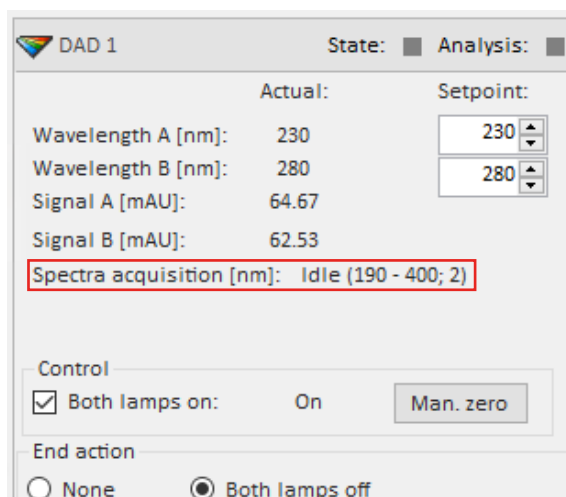 DAD 1 State: Analysis:
Actual: Setpoint:
Wavelength A [nm]: 230 230
Wavelength B [nm]: 280 280
Signal A [mAU]: 64.67
Signal B [mAU]: 62.53
Spectra acquisition [nm]: Idle (190 - 400; 2)
Control
Both lamps on: On Man. zero
End action
None Both lamps off